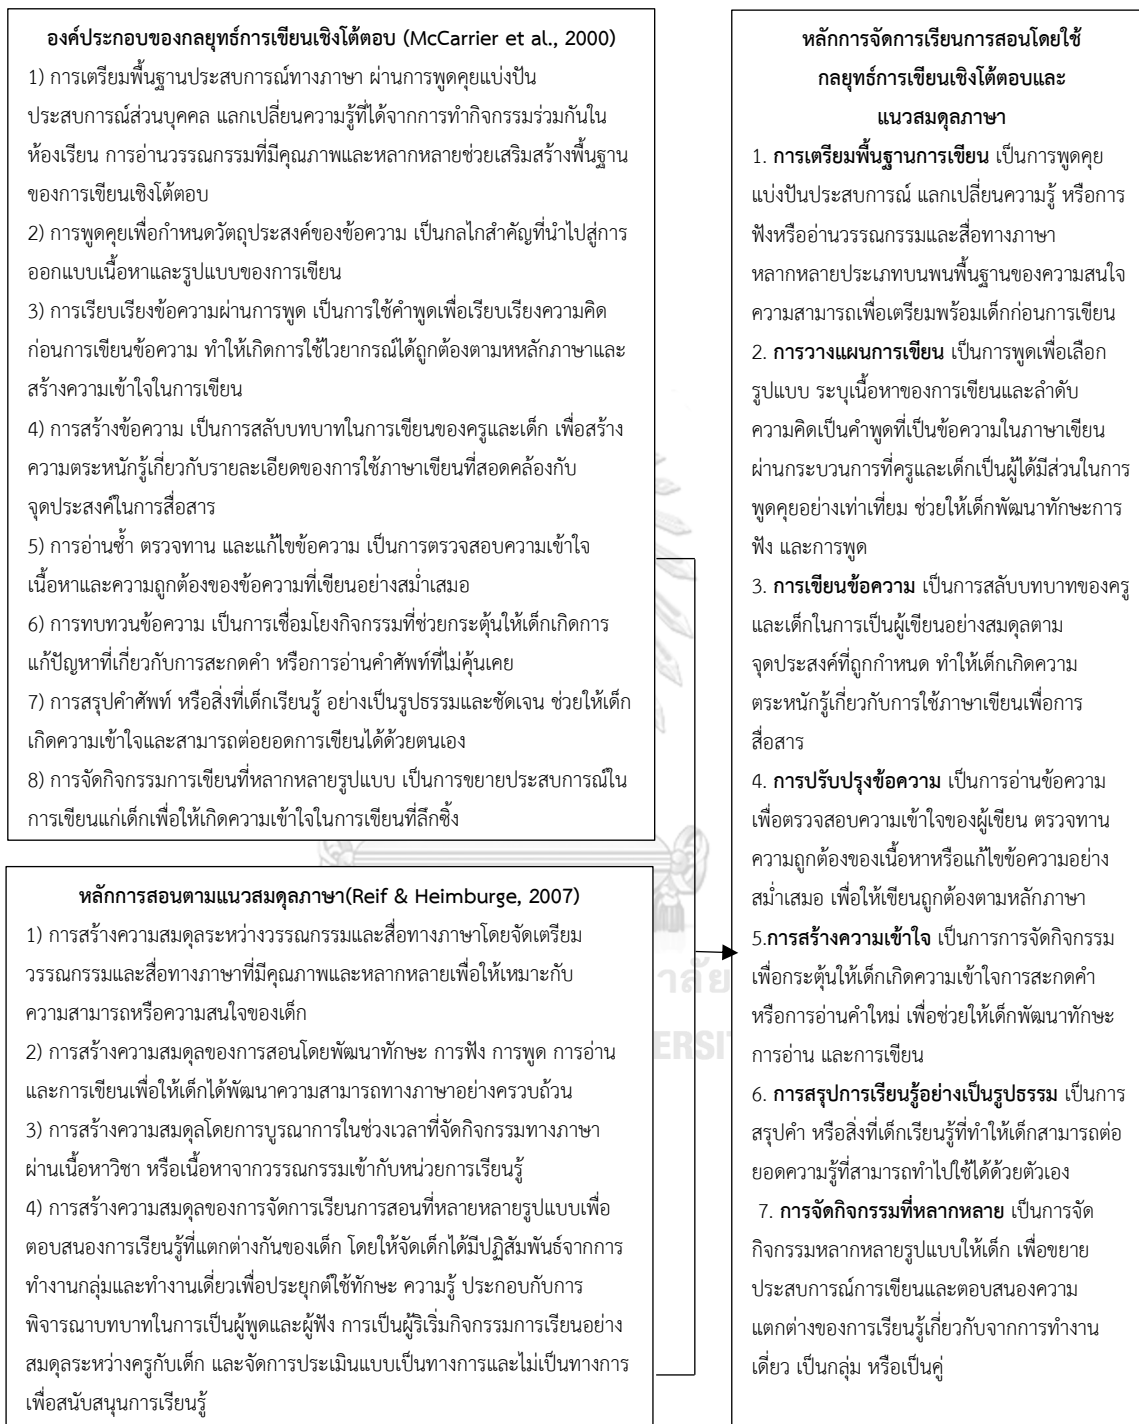 องค์ประกอบของกลยุทธ์การเขียนเชิงโต้ตอบ (McCarrier et al., 2000)
1) การเตรียมพื้นฐานประสบการณ์ทางภาษา ผ่านการพูดคุยแบ่งปัน
ประสบการณ์ส่วนบุคคล แลกเปลี่ยนความรู้ที่ได้จากการทำกิจกรรมร่วมกันใน
ห้องเรียน การอ่านวรรณกรรมที่มีคุณภาพและหลากหลายช่วยเสริมสร้างพื้นฐาน
ของการเขียนเชิงโต้ตอบ
2) การพูดคุยเพื่อกำหนดวัตถุประสงค์ของข้อความ เป็นกลไกสำคัญที่นำไปสู่การ
ออกแบบเนื้อหาและรูปแบบของการเขียน
3) การเรียบเรียงข้อความผ่านการพูด เป็นการใช้คำพูดเพื่อเรียบเรียงความคิด
ก่อนการเขียนข้อความ ทำให้เกิดการใช้ไวยากรณ์ได้ถูกต้องตามหหลักภาษาและ
สร้างความเข้าใจในการเขียน
4) การสร้างข้อความ เป็นการสลับบทบาทในการเขียนของครูและเด็ก เพื่อสร้าง
ความตระหนักรู้เกี่ยวกับรายละเอียดของการใช้ภาษาเขียนที่สอดคล้องกับ
จุดประสงค์ในการสื่อสาร
5) การอ่านซ้ำ ตรวจทาน และแก้ไขข้อความ เป็นการตรวจสอบความเข้าใจ
เนื้อหาและความถูกต้องของข้อความที่เขียนอย่างสม่ำเสมอ
6) การทบทวนข้อความ เป็นการเชื่อมโยงกิจกรรมที่ช่วยกระตุ้นให้เด็กเกิดการ
แก้ปัญหาที่เกี่ยวกับการสะกดคำ หรือการอ่านคำศัพท์ที่ไม่คุ้นเคย
7) การสรุปคำศัพท์ หรือสิ่งที่เด็กเรียนรู้ อย่างเป็นรูปธรรมและชัดเจน ช่วยให้เด็ก
เกิดความเข้าใจและสามารถต่อยอดการเขียนได้ด้วยตนเอง
8) การจัดกิจกรรมการเขียนที่หลากหลายรูปแบบ เป็นการขยายประสบการณ์ใน
การเขียนแก่เด็กเพื่อให้เกิดความเข้าใจในการเขียนที่ลึกซึ้ง
หลักการสอนตามแนวสมดุลภาษา(Reif & Heimburge, 2007)
1) การสร้างความสมดุลระหว่างวรรณกรรมและสื่อทางภาษาโดยจัดเตรียม
วรรณกรรมและสื่อทางภาษาที่มีคุณภาพและหลากหลายเพื่อให้เหมาะกับ
ความสามารถหรือความสนใจของเด็ก
2) การสร้างความสมดุลของการสอนโดยพัฒนาทักษะ การฟัง การพูด การอ่าน
และการเขียนเพื่อให้เด็กได้พัฒนาความสามารถทางภาษาอย่างครวบถ้วน
3) การสร้างความสมดุลโดยการบูรณาการในช่วงเวลาที่จัดกิจกรรมทางภาษา
ผ่านเนื้อหาวิชา หรือเนื้อหาจากวรรณกรรมเข้ากับหน่วยการเรียนรู้
4) การสร้างความสมดุลของการจัดการเรียนการสอนที่หลายหลายรูปแบบเพื่อ
ตอบสนองการเรียนรู้ที่แตกต่างกันของเด็ก โดยให้จัดเด็กได้มีปฏิสัมพันธ์จากการ
ทำงานกลุ่มและทำงานเดี่ยวเพื่อประยุกต์ใช้ทักษะ ความรู้ ประกอบกับการ
พิจารณาบทบาทในการเป็นผู้พูดและผู้ฟัง การเป็นผู้ริเริ่มกิจกรรมการเรียนอย่าง
สมดุลระหว่างครูกับเด็ก และจัดการประเมินแบบเป็นทางการและไม่เป็นทางการ
เพื่อสนับสนุนการเรียนรู้
หลักการจัดการเรียนการสอนโดยใช้
กลยุทธ์การเขียนเชิงโต้ตอบและ
แนวสมดุลภาษา
1. การเตรียมพื้นฐานการเขียน เป็นการพูดคุย
แบ่งปันประสบการณ์ แลกเปลี่ยนความรู้ หรือการ
ฟังหรืออ่านวรรณกรรมและสื่อทางภาษา
หลากหลายประเภทบนพนพื้นฐานของความสนใจ
ความสามารถเพื่อเตรียมพร้อมเด็กก่อนการเขียน
2. การวางแผนการเขียน เป็นการพูดเพื่อเลือก
รูปแบบ ระบุเนื้อหาของการเขียนและลำดับ
ความคิดเป็นคำพูดที่เป็นข้อความในภาษาเขียน
ผ่านกระบวนการที่ครูและเด็กเป็นผู้ได้มีส่วนในการ
พูดคุยอย่างเท่าเทียม ช่วยให้เด็กพัฒนาทักษะการ
ฟัง และการพูด
3. การเขียนข้อความ เป็นการสลับบทบาทของครู
และเด็กในการเป็นผู้เขียนอย่างสมดุลตาม
จุดประสงค์ที่ถูกกำหนด ทำให้เด็กเกิดความ
ตระหนักรู้เกี่ยวกับการใช้ภาษาเขียนเพื่อการ
สื่อสาร
4. การปรับปรุงข้อความ เป็นการอ่านข้อความ
เพื่อตรวจสอบความเข้าใจของผู้เขียน ตรวจทาน
ความถูกต้องของเนื้อหาหรือแก้ไขข้อความอย่าง
สม่ำเสมอ เพื่อให้เขียนถูกต้องตามหลักภาษา
5.การสร้างความเข้าใจ เป็นการการจัดกิจกรรม
เพื่อกระตุ้นให้เด็กเกิดความเข้าใจการสะกดคำ
หรือการอ่านคำใหม่ เพื่อช่วยให้เด็กพัฒนาทักษะ
การอ่าน และการเขียน
6. การสรุปการเรียนรู้อย่างเป็นรูปธรรม เป็นการ
สรุปคำ หรือสิ่งที่เด็กเรียนรู้ที่ทำให้เด็กสามารถต่อ
ยอดความรู้ที่สามารถทำไปใช้ได้ด้วยตัวเอง
7. การจัดกิจกรรมที่หลากหลาย เป็นการจัด
กิจกรรมหลากหลายรูปแบบให้เด็ก เพื่อขยาย
ประสบการณ์การเขียนและตอบสนองความ
แตกต่างของการเรียนรู้เกี่ยวกับจากการทำงาน
เดี่ยว เป็นกลุ่ม หรือเป็นคู่
าลัย
ERSI